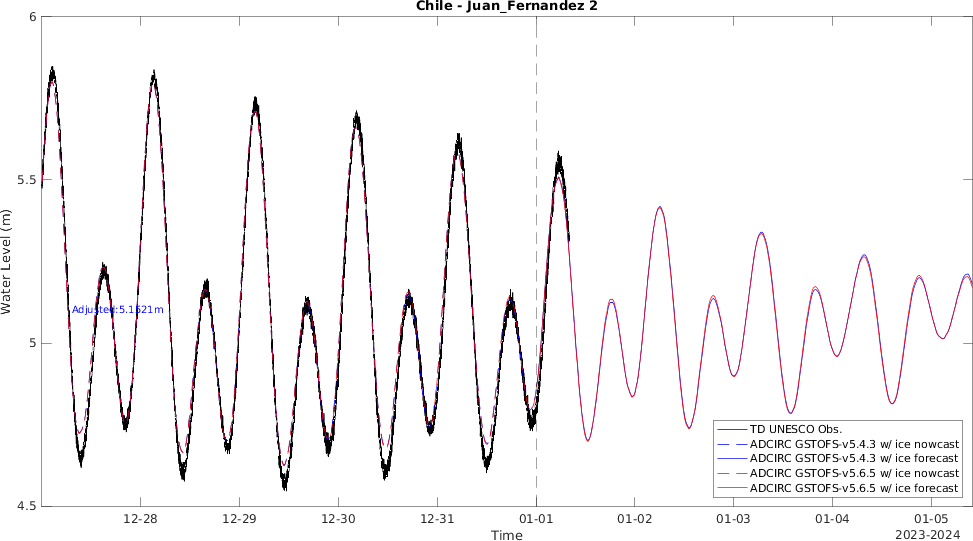 Chile - Juan_Fernandez 2
6
5.5
5
4.5
Water Level (m)
Adjusted:5.1621m
TD UNESCO Obs.
ADCIRC GSTOFS-v5.4.3 w/ ice nowcast
ADCIRC GSTOFS-v5.4.3 w/ ice forecast
ADCIRC GSTOFS-v5.6.5 w/ ice nowcast
ADCIRC GSTOFS-v5.6.5 w/ ice forecast
12-28 12-29 12-30 12-31 01-01 01-02 01-03 01-04 01-05
Time
2023-2024